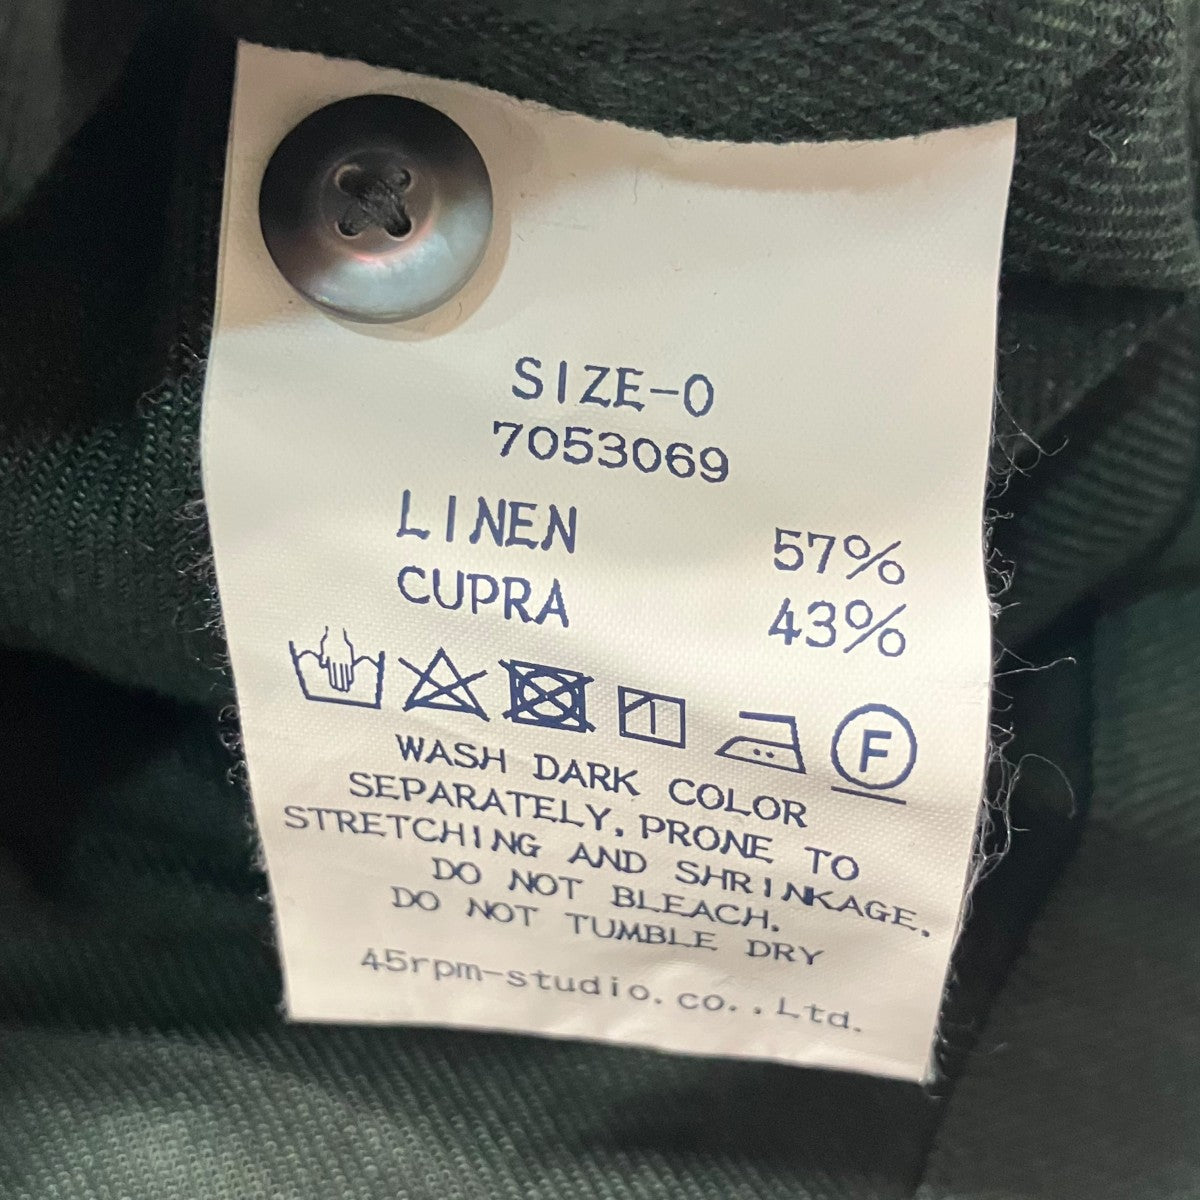 SIZE-0
7053069
LINEN 57%
CUPRA 43%
F
WASH DARK COLOR
SEPARATELY, PRONE TO
STRETCHING AND SHRINKAGE.
DO NOT BLEACH.
DO NOT TUMBLE DRY
45rpm-studio.co.,Ltd.